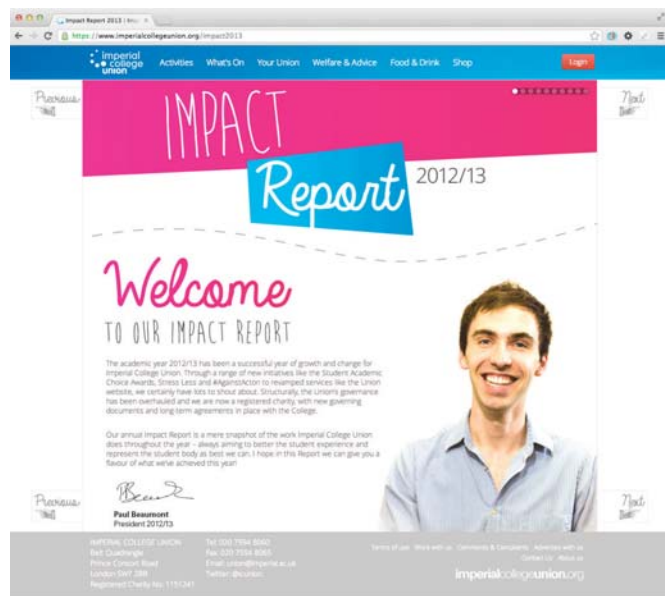 Impact Report 2013 |
https://www.imperialcollegeunion.org/impact2013
imperial
college
union
Activities What's On Your Union Welfare & Advice Food & Drink Shop
Login
Previous
Next
IMPACT
Report
2012/13
Welcome
TO OUR IMPACT REPORT
The academic year 2012/13 has been a successful year of growth and change for
Imperial College Union. Through a range of new initiatives like the Student Academic
Choice Awards, Stress Less and #AgainstActon to revamped services like the Union
website, we certainly have lots to shout about. Structurally, the Union's governance
has been overhauled and we are now a registered charity, with new governing
documents and long-term agreements in place with the College.
Our annual Impact Report is a mere snapshot of the work Imperial College Union
does throughout the year – always aiming to better the student experience and
represent the student body as best we can. I hope in this Report we can give you a
flavour of what we've achieved this year!
Paul Beaumont
President 2012/13
Previous
Next
IMPERIAL COLLEGE UNION
Beit Quadrangle
Prince Consort Road
London SW7 2BB
Registered Charity No: 1151241
Tel: 020 7594 8060
Fax: 020 7594 8065
Email: union@imperial.ac.uk
Twitter: @icunion
Terms of use Work with us Comments & Complaints Advertise with us
Contact Us About us
imperialcollegeunion.org